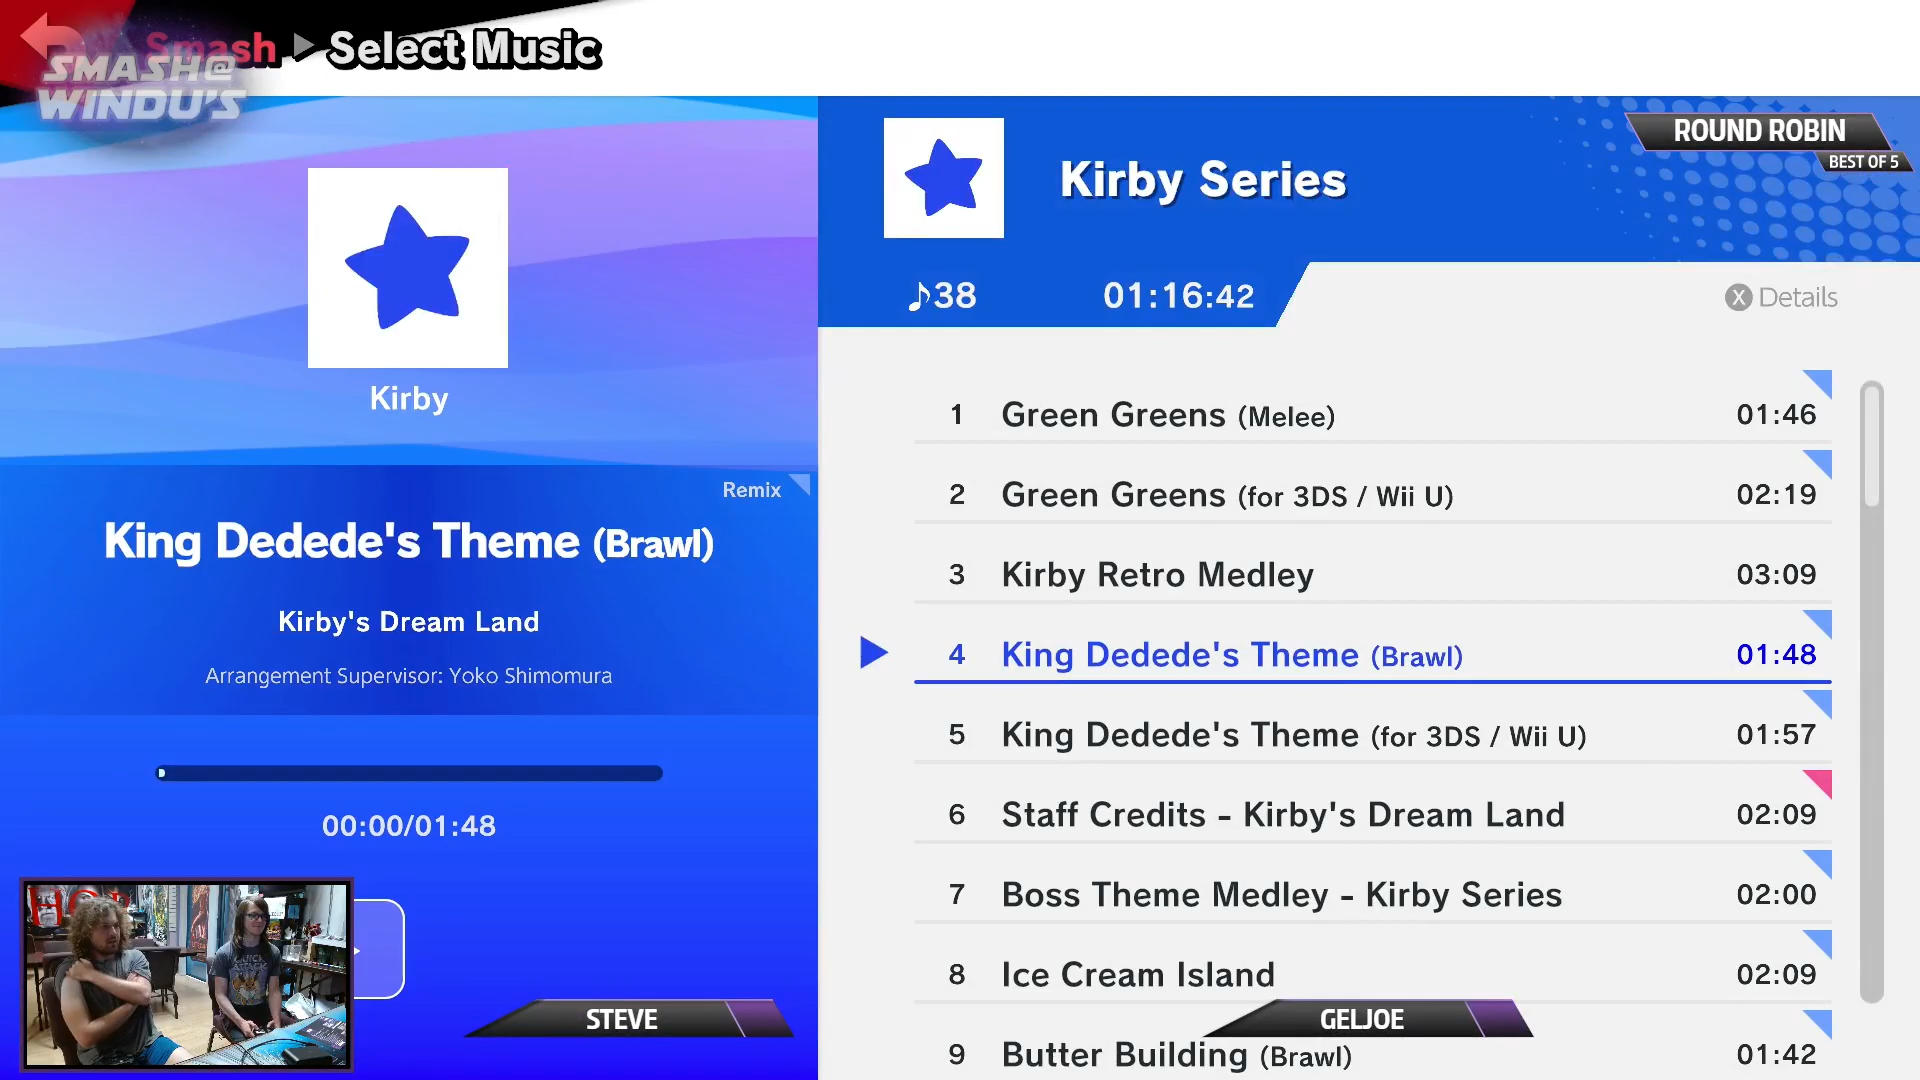 Smash ▶ Select Music
SMASH@
WINDU'S
Kirby
Remix
King Dedede's Theme (Brawl)
Kirby's Dream Land
Arrangement Supervisor: Yoko Shimomura
00:00/01:48
STEVE
Kirby Series
ROUND ROBIN
BEST OF 5
♪38 01:16:42
X Details
1 Green Greens (Melee) 01:46
2 Green Greens (for 3DS / Wii U) 02:19
3 Kirby Retro Medley 03:09
4 King Dedede's Theme (Brawl) 01:48
5 King Dedede's Theme (for 3DS / Wii U) 01:57
6 Staff Credits - Kirby's Dream Land 02:09
7 Boss Theme Medley - Kirby Series 02:00
8 Ice Cream Island 02:09
GELJOE
9 Butter Building (Brawl) 01:42